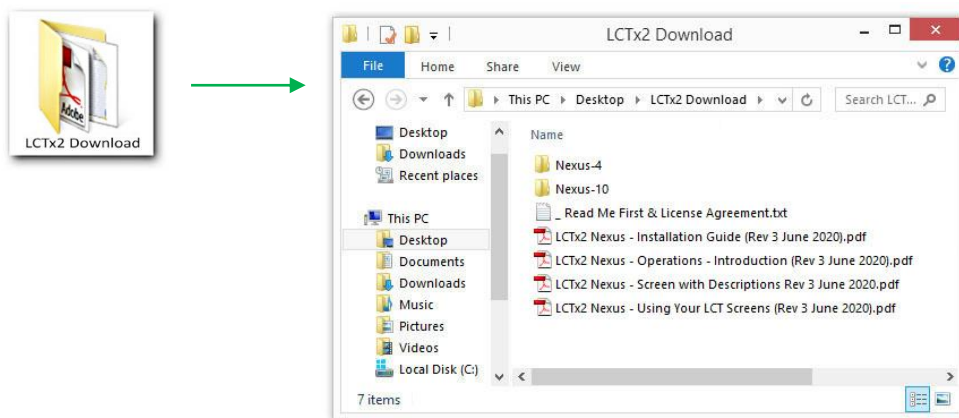 Adobe
LCTx2 Download
LCTx2 Download
File Home Share View
This PC Desktop LCTx2 Download
Search LCT...
Desktop
Downloads
Recent places
This PC
Desktop
Documents
Downloads
Music
Pictures
Videos
Local Disk (C:)
Name
Nexus-4
Nexus-10
_ Read Me First & License Agreement.txt
LCTx2 Nexus - Installation Guide (Rev 3 June 2020).pdf
LCTx2 Nexus - Operations - Introduction (Rev 3 June 2020).pdf
LCTx2 Nexus - Screen with Descriptions Rev 3 June 2020.pdf
LCTx2 Nexus - Using Your LCT Screens (Rev 3 June 2020).pdf
7 items